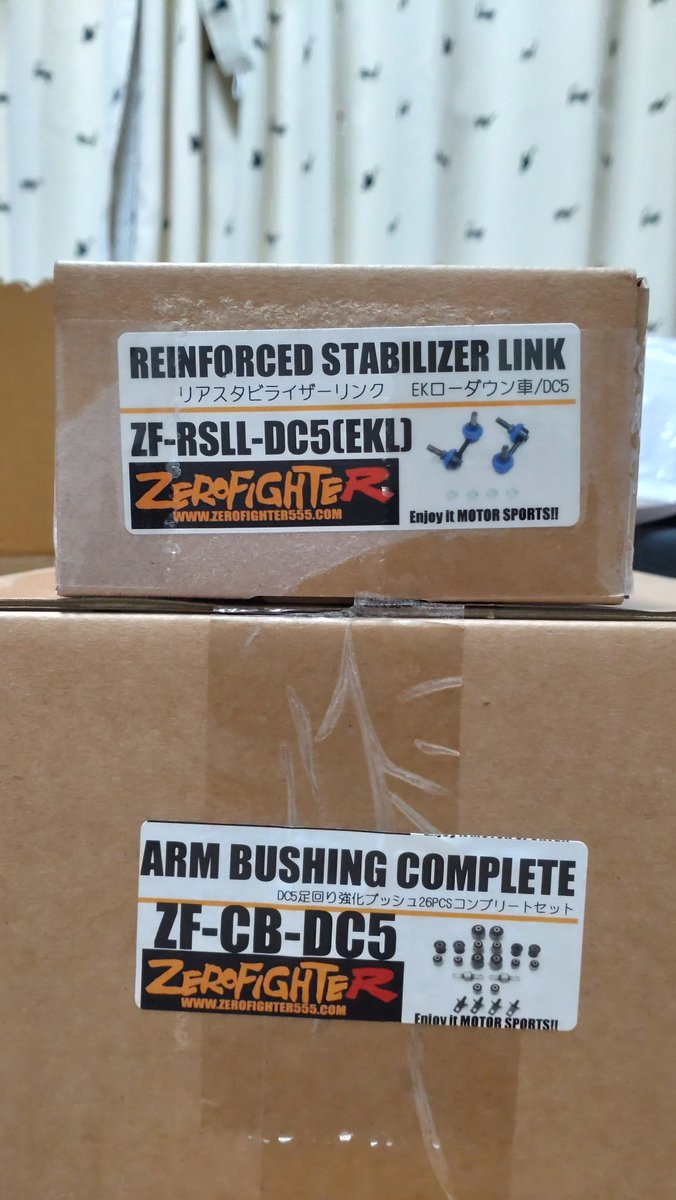 REINFORCED STABILIZER LINK
リアスタビライザーリンク EKローダウン車/DC5
ZF-RSLL-DC5(EKL)
ZEROFIGHTER
WWW.ZEROFIGHTER555.COM
Enjoy it MOTOR SPORTS!!
ARM BUSHING COMPLETE
DC5足回り強化ブッシュ26PCSコンプリートセット
ZF-CB-DC5
ZEROFIGHTER
WWW.ZEROFIGHTER555.COM
Enjoy it MOTOR SPORTS!!